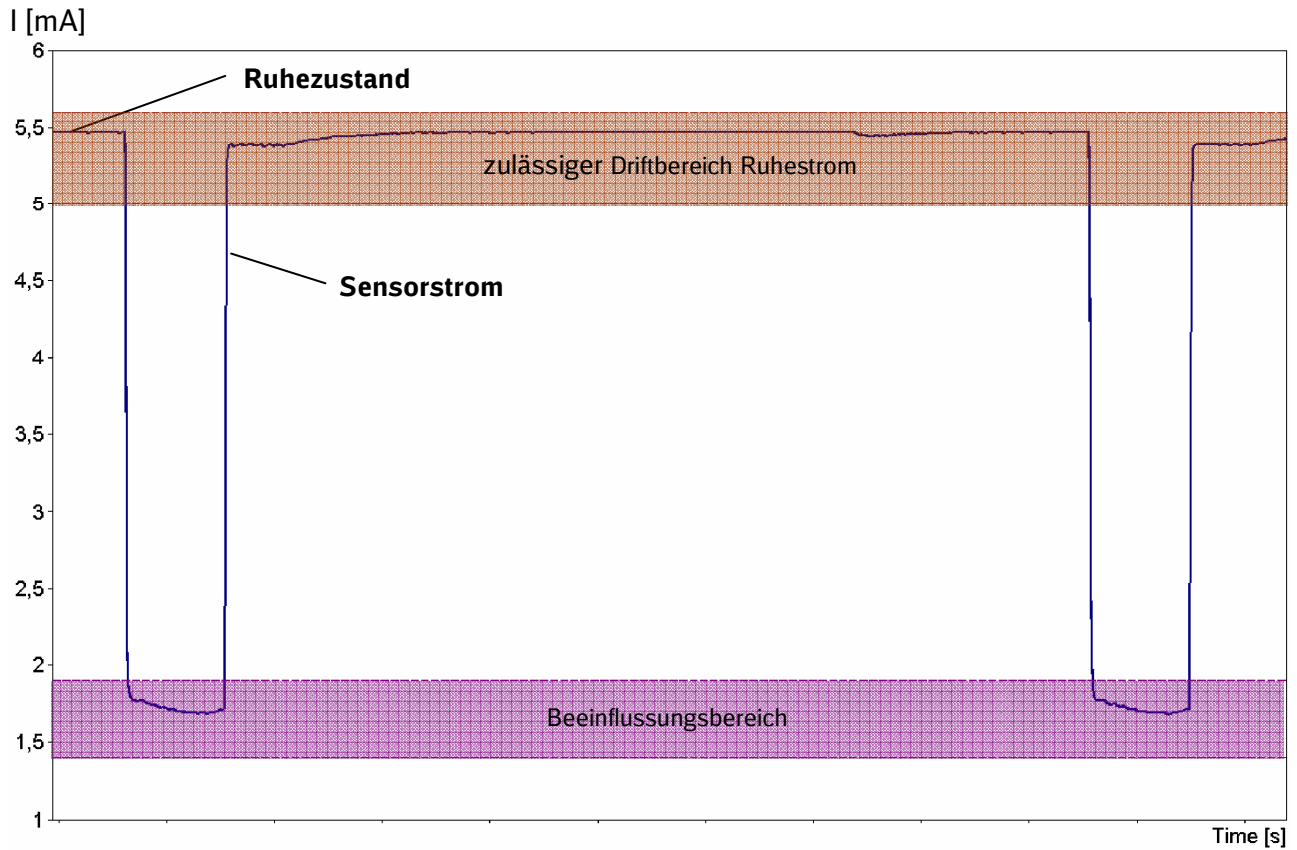 I [mA]
6
Ruhezustand
5,5
zulässiger Driftbereich Ruhestrom
5
Sensorstrom
4,5
4
3,5
3
2,5
2
Beeinflussungsbereich
1,5
1
Time [s]